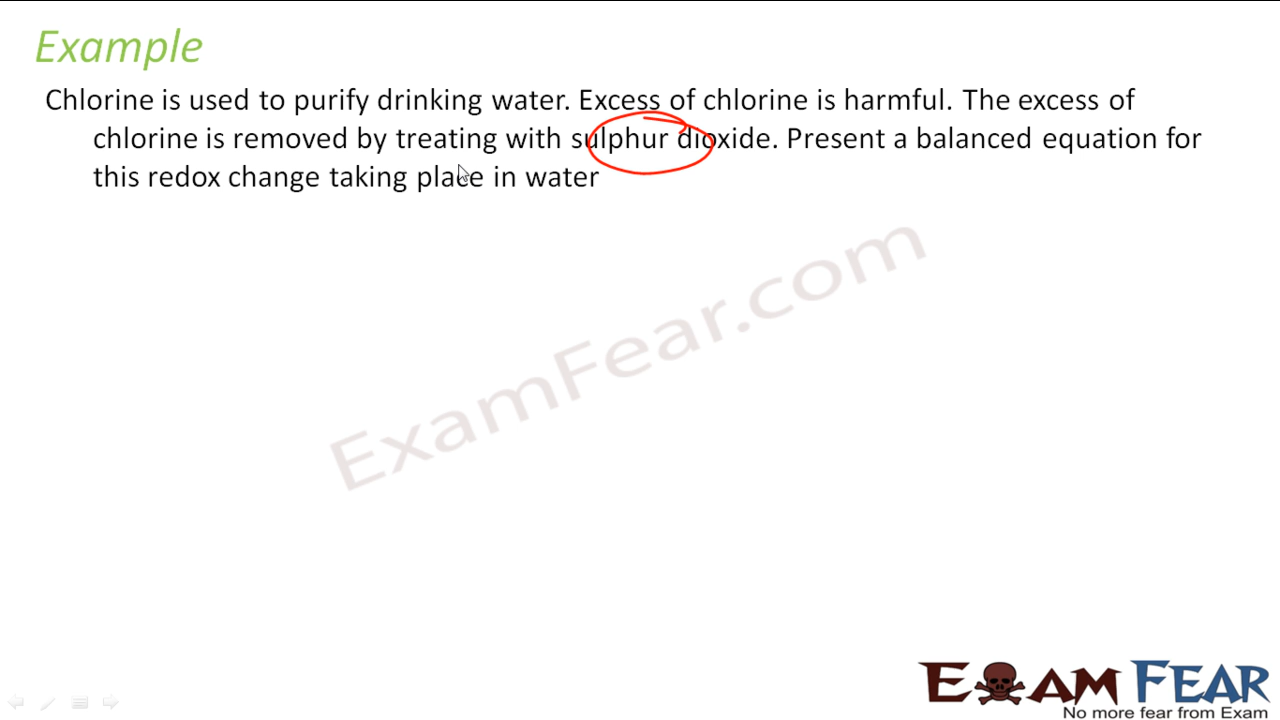 Example
Chlorine is used to purify drinking water. Excess of chlorine is harmful. The excess of
chlorine is removed by treating with sulphur dioxide. Present a balanced equation for
this redox change taking place in water
ExamFear.com
EXAM FEAR
No more fear from Exam